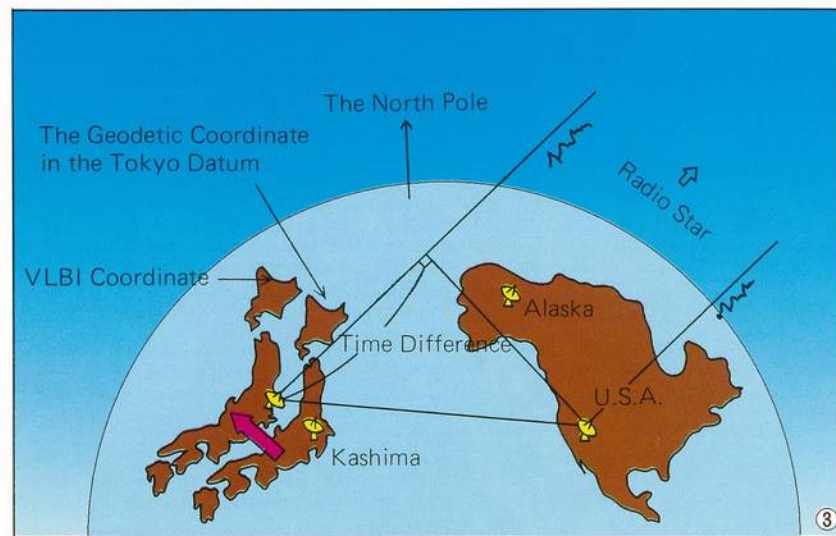 The North Pole
The Geodetic Coordinate
in the Tokyo Datum
Radio Star
VLBI Coordinate
Alaska
Time Difference
U.S.A.
Kashima
③